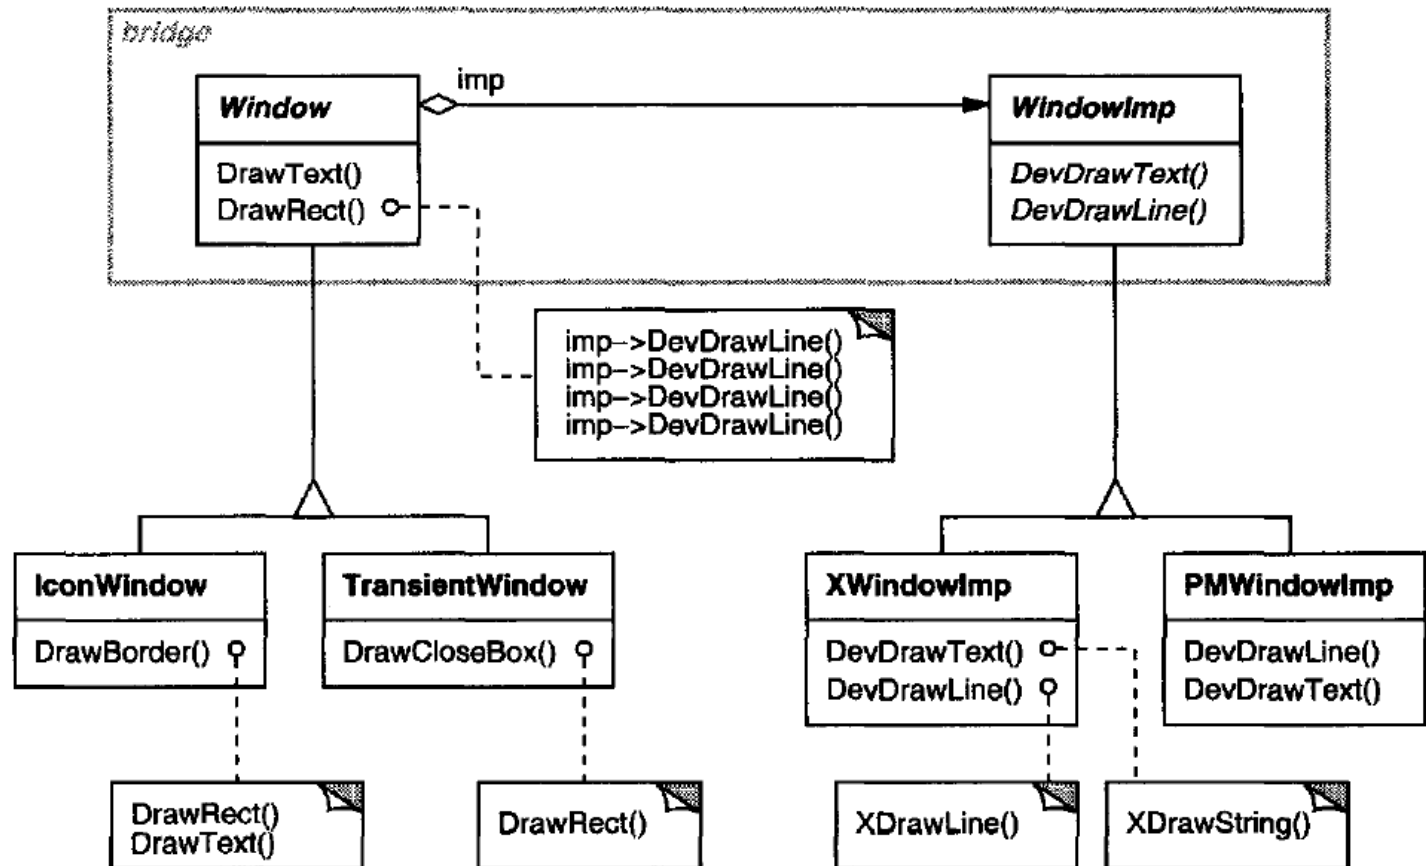 bridge
imp
Window
WindowImp
DrawText()
DrawRect()
DevDrawText()
DevDrawLine()
imp->DevDrawLine()
imp->DevDrawLine()
imp->DevDrawLine()
imp->DevDrawLine()
IconWindow
DrawBorder()
TransientWindow
DrawCloseBox()
XWindowImp
DevDrawText()
DevDrawLine()
PMWindowImp
DevDrawLine()
DevDrawText()
DrawRect()
DrawText()
DrawRect()
XDrawLine()
XDrawString()